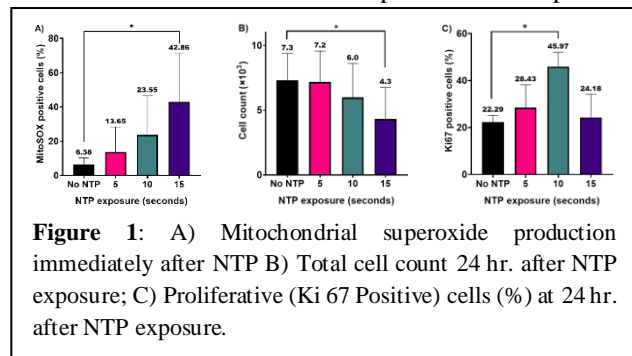 A)
*
MitoSOX positive cells (%)
80
60
40
20
0
6.38
13.65
23.55
42.86
No NTP 5 10 15
NTP exposure (seconds)
B)
*
Cell count (×10³)
10
5
0
7.3
7.2
6.0
4.3
No NTP 5 10 15
NTP exposure (seconds)
C)
*
Ki67 positive cells (%)
60
40
20
0
22.29
28.43
45.97
24.18
No NTP 5 10 15
NTP exposure (seconds)
Figure 1: A) Mitochondrial superoxide production
immediately after NTP B) Total cell count 24 hr. after NTP
exposure; C) Proliferative (Ki 67 Positive) cells (%) at 24 hr.
after NTP exposure.